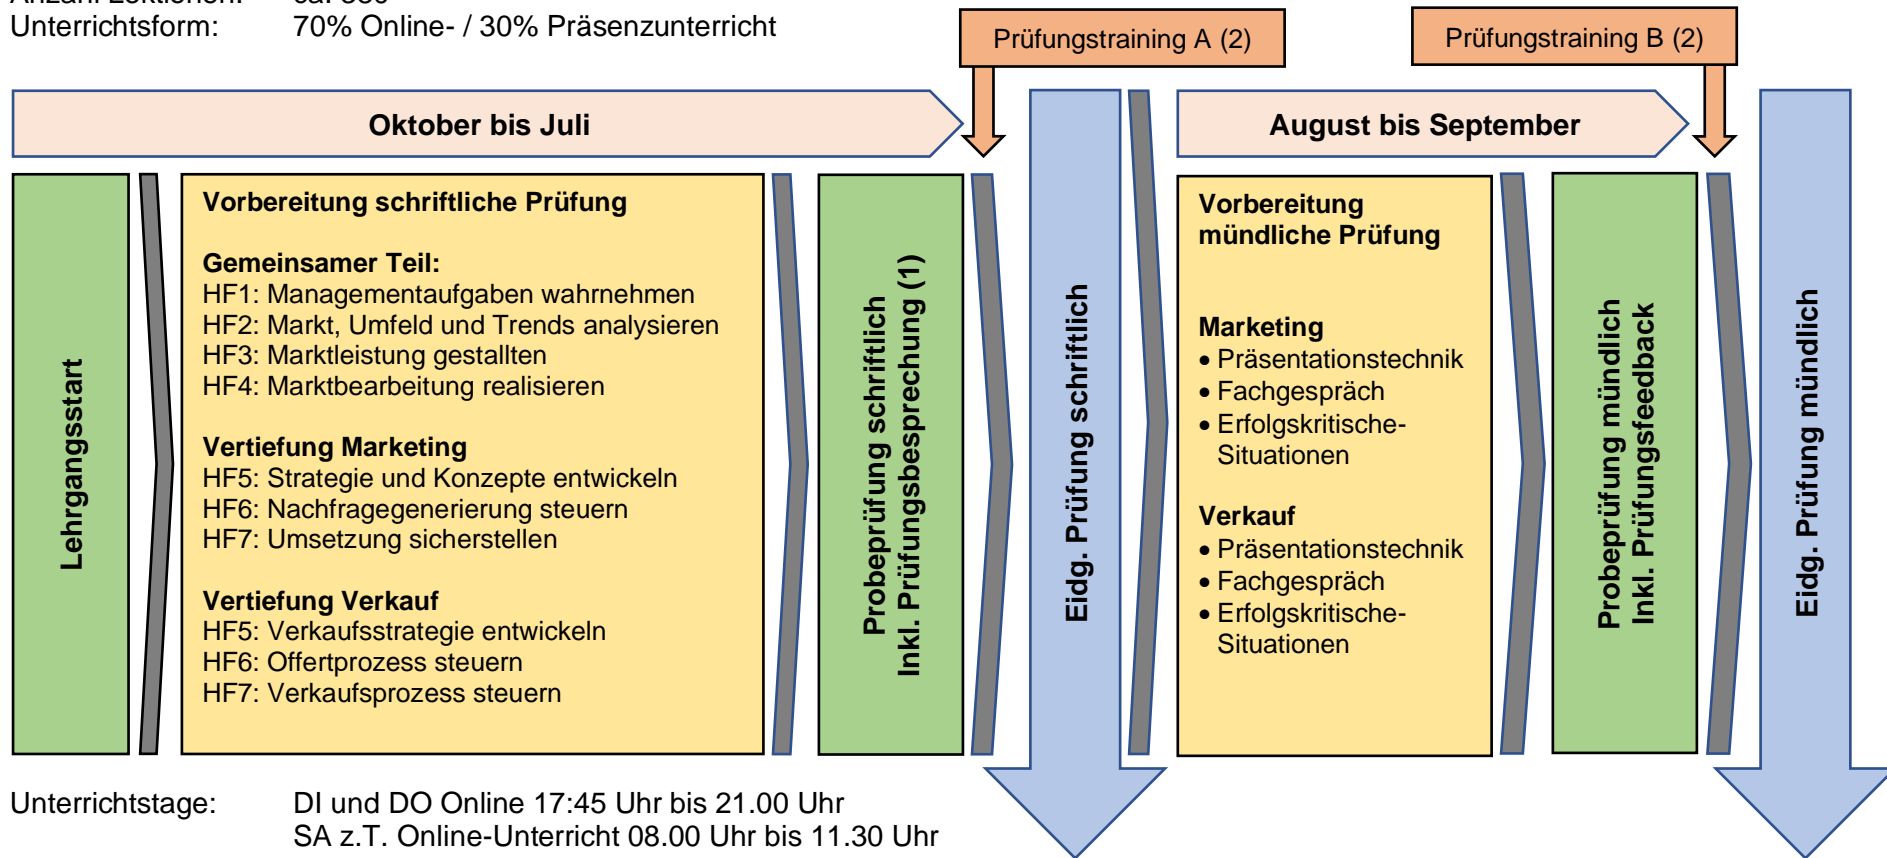 Unterrichtsform: 70% Online- / 30% Präsenzunterricht
Prüfungstraining A (2)
Prüfungstraining B (2)
Oktober bis Juli
August bis September
Lehrgangsstart
Vorbereitung schriftliche Prüfung
Gemeinsamer Teil:
HF1: Managementaufgaben wahrnehmen
HF2: Markt, Umfeld und Trends analysieren
HF3: Marktleistung gestallten
HF4: Marktbearbeitung realisieren
Vertiefung Marketing
HF5: Strategie und Konzepte entwickeln
HF6: Nachfragegenerierung steuern
HF7: Umsetzung sicherstellen
Vertiefung Verkauf
HF5: Verkaufsstrategie entwickeln
HF6: Offertprozess steuern
HF7: Verkaufsprozess steuern
Probeprüfung schriftlich
Inkl. Prüfungsbesprechung (1)
Eidg. Prüfung schriftlich
Vorbereitung
mündliche Prüfung
Marketing
• Präsentationstechnik
• Fachgespräch
• Erfolgskritische-
Situationen
Verkauf
• Präsentationstechnik
• Fachgespräch
• Erfolgskritische-
Situationen
Probeprüfung mündlich
Inkl. Prüfungsfeedback
Eidg. Prüfung mündlich
Unterrichtstage: DI und DO Online 17:45 Uhr bis 21.00 Uhr
SA z.T. Online-Unterricht 08.00 Uhr bis 11.30 Uhr